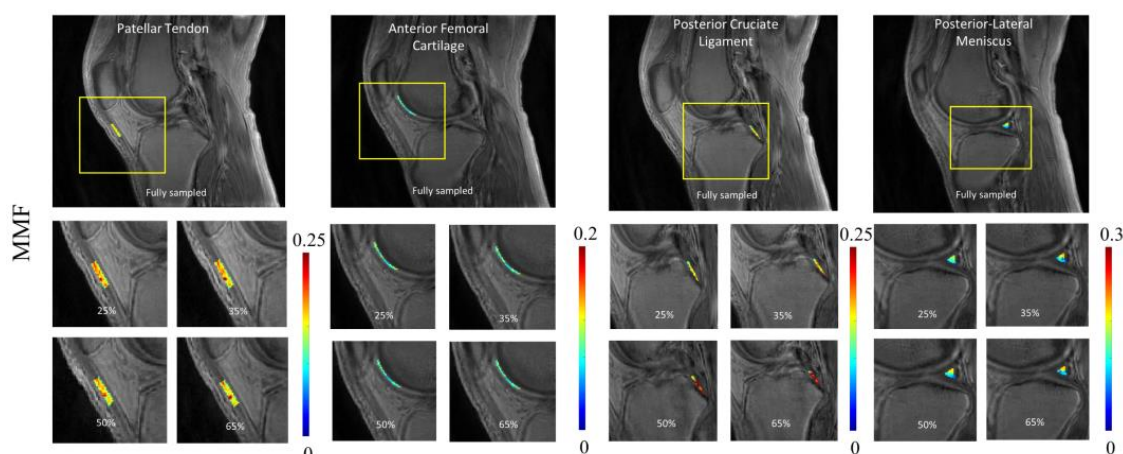 Patellar Tendon
Fully sampled
Anterior Femoral
Cartilage
Fully sampled
Posterior Cruciate
Ligament
Fully sampled
Posterior-Lateral
Meniscus
Fully sampled
MMF
25%
35%
50%
65%
0.25
0
25%
35%
50%
65%
0.2
0
25%
35%
50%
65%
0.25
0
25%
35%
50%
65%
0.3
0